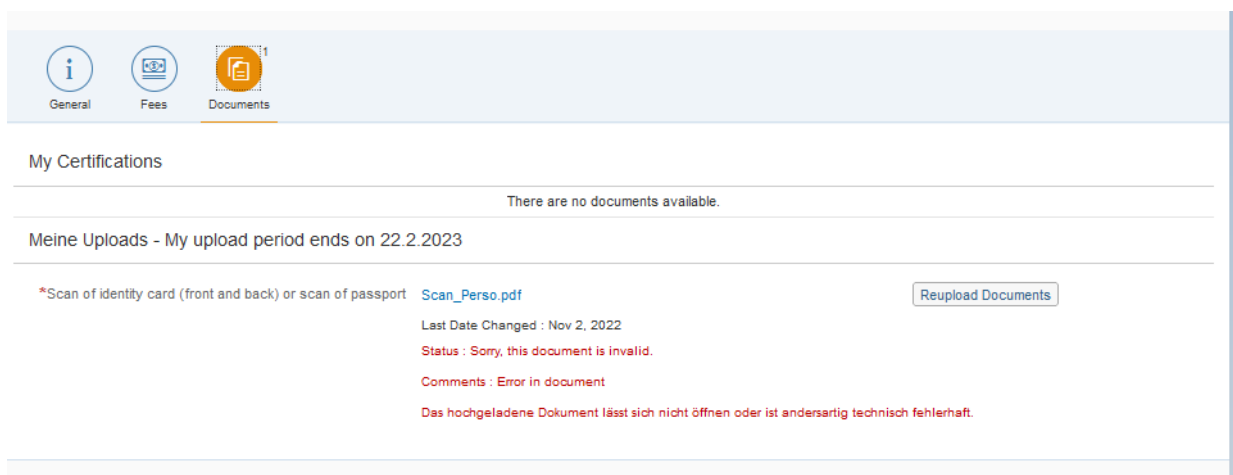 1
General Fees Documents
My Certifications
There are no documents available.
Meine Uploads - My upload period ends on 22.2.2023
*Scan of identity card (front and back) or scan of passport Scan_Perso.pdf Reupload Documents
Last Date Changed : Nov 2, 2022
Status : Sorry, this document is invalid.
Comments : Error in document
Das hochgeladene Dokument lässt sich nicht öffnen oder ist andersartig technisch fehlerhaft.